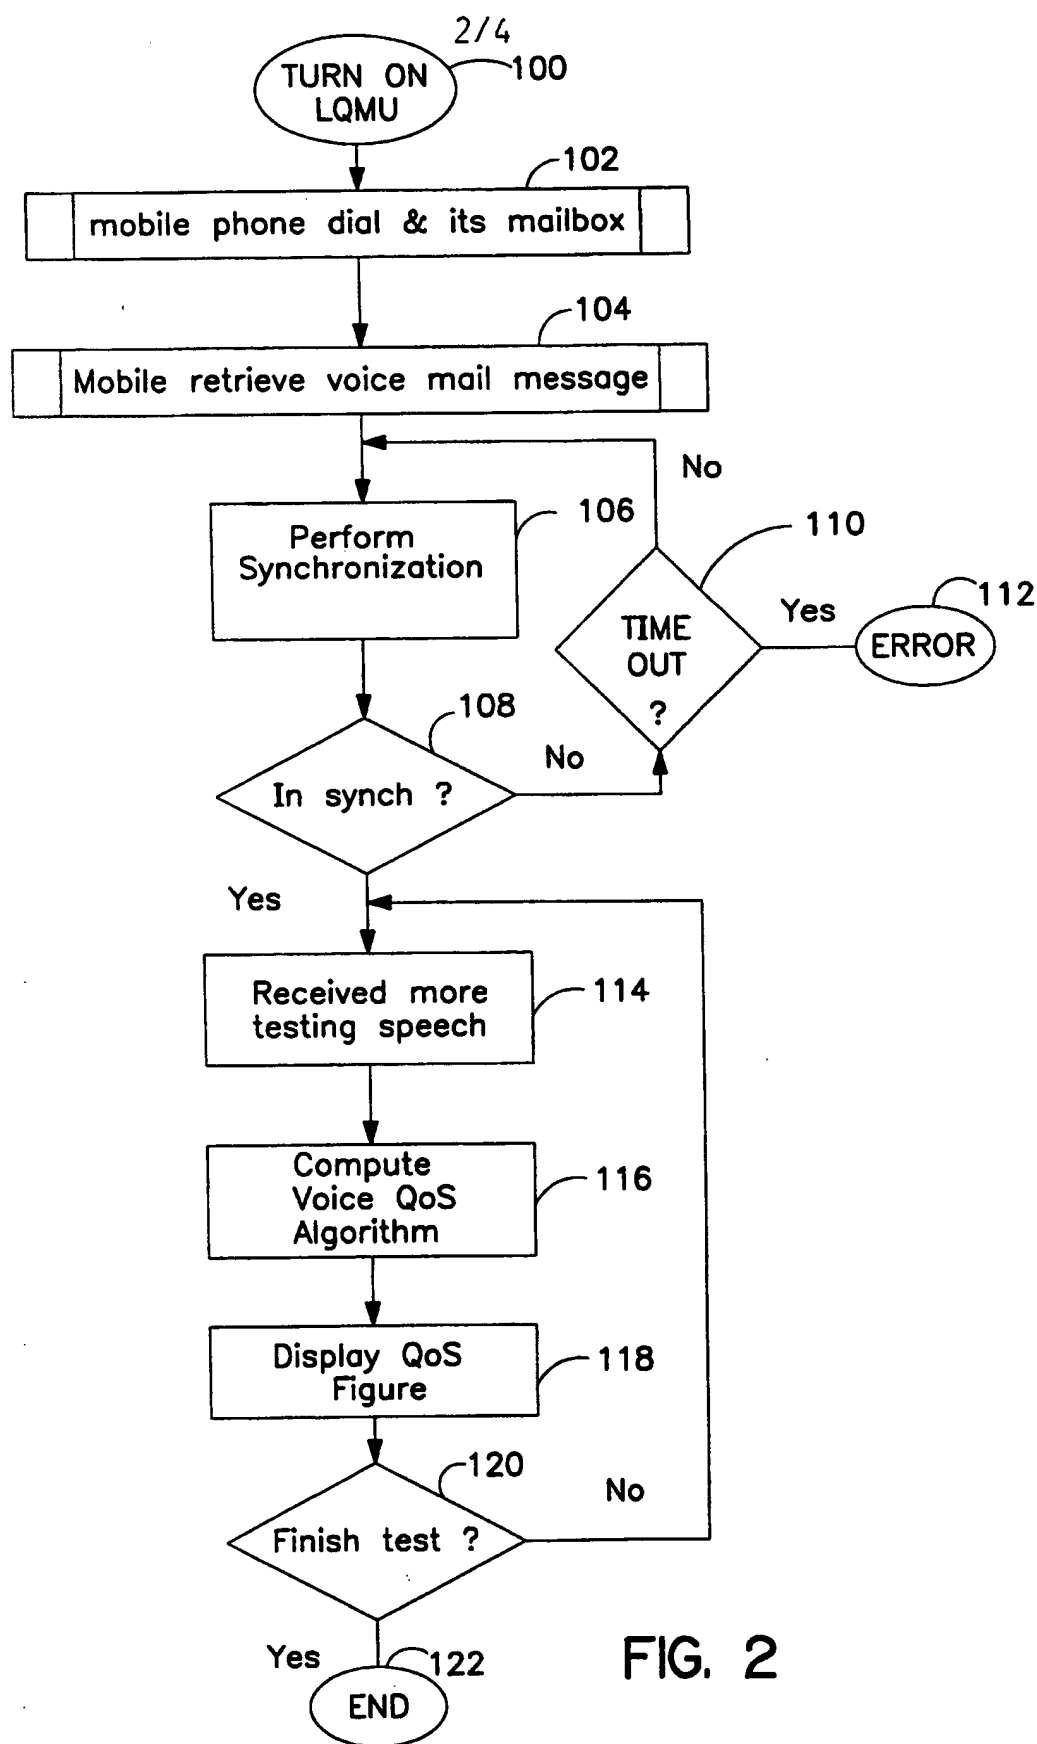 2/4
TURN ON
LQMU
100
102
mobile phone dial & its mailbox
104
Mobile retrieve voice mail message
No
106
Perform
Synchronization
110
TIME
OUT
?
Yes
112
ERROR
108
In synch ?
No
Yes
Received more
testing speech
114
Compute
Voice QoS
Algorithm
116
Display QoS
Figure
118
120
Finish test ?
No
Yes
122
END
FIG. 2